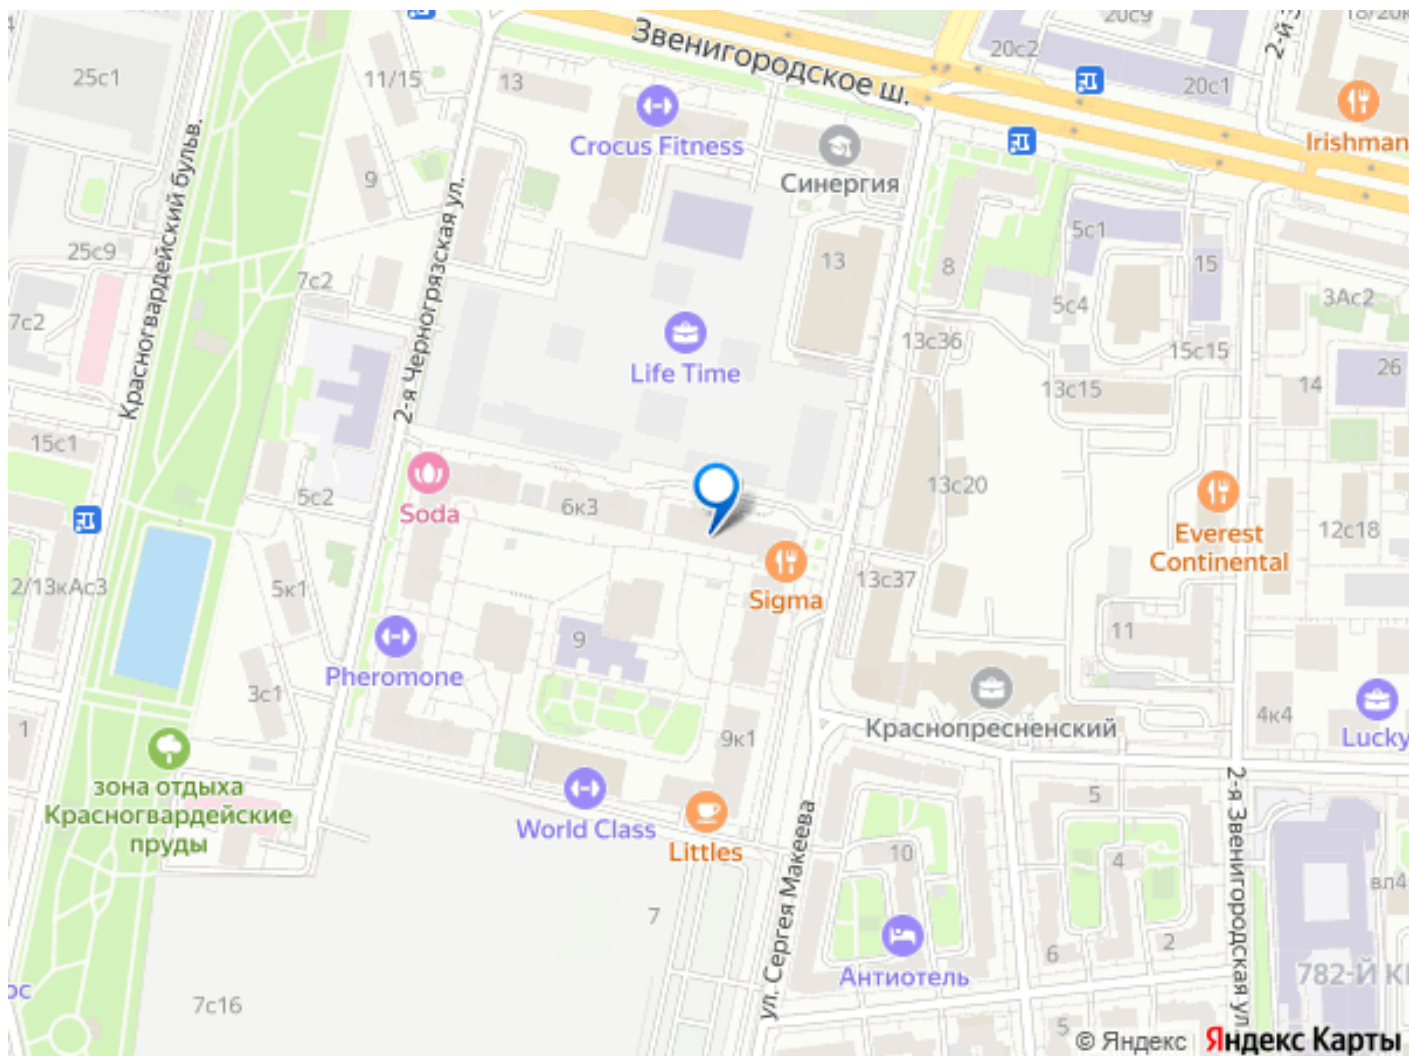 20с9
18/20к
Звенигородское ш.
20с2
2-й
25с1
11/15
13
20с1
Crocus Fitness
Irishman
Синергия
Красногвардейский бульв.
9
2-я Черногрязская ул.
5с1
25с9
13
8
15
7с2
5с4
3Ас2
7с2
13с36
15с15
Life Time
26
13с15
14
15с1
5с2
6к3
13с20
Soda
Everest
Continental
12с18
2/13кАс3
5к1
Sigma
13с37
9
11
Pheromone
3с1
1
9к1
Краснопресненский
4к4
Lucky
зона отдыха
Красногвардейские
пруды
World Class
Littles
ул. Сергея Макеева
5
2-я Звенигородская ул.
10
4
вл4
7
6
2
Антиотель
782-Й К
ос
7с16
5
© Яндекс
Яндекс Карты